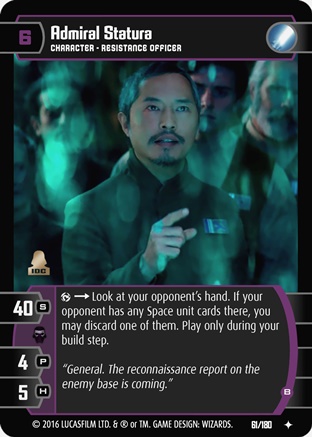 6
Admiral Statura
CHARACTER - RESISTANCE OFFICER
IDC
40 S
4 P
5 H
→ Look at your opponent's hand. If your
opponent has any Space unit cards there, you
may discard one of them. Play only during your
build step.
"General. The reconnaissance report on the
enemy base is coming."
B
© 2016 LUCASFILM LTD. & ® or TM. GAME DESIGN: WIZARDS.
61/180